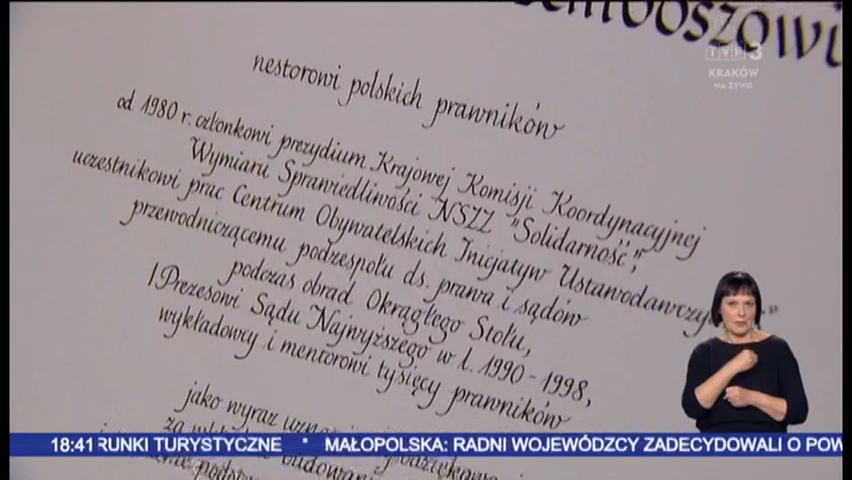 TVP3
KRAKÓW
NA ŻYWO
nestorowi polskich prawników
od 1980 r. członkowi prezydium Krajowej Komisji Koordynacyjnej
Wymiaru Sprawiedliwości NSZZ "Solidarność",
uczestnikowi prac Centrum Obywatelskich Inicjatyw
przewodniczącemu podzespołu ds. prawa i sądów
podczas obrad Okrągłego Stołu,
I Prezesowi Sądu Najwyższego w l. 1990-1998,
wykładowcy i mentorowi tysięcy prawników
jako wyraz
za
18:41 RUNKI TURYSTYCZNE * MAŁOPOLSKA: RADNI WOJEWÓDZCY ZADECYDOWALI O POW